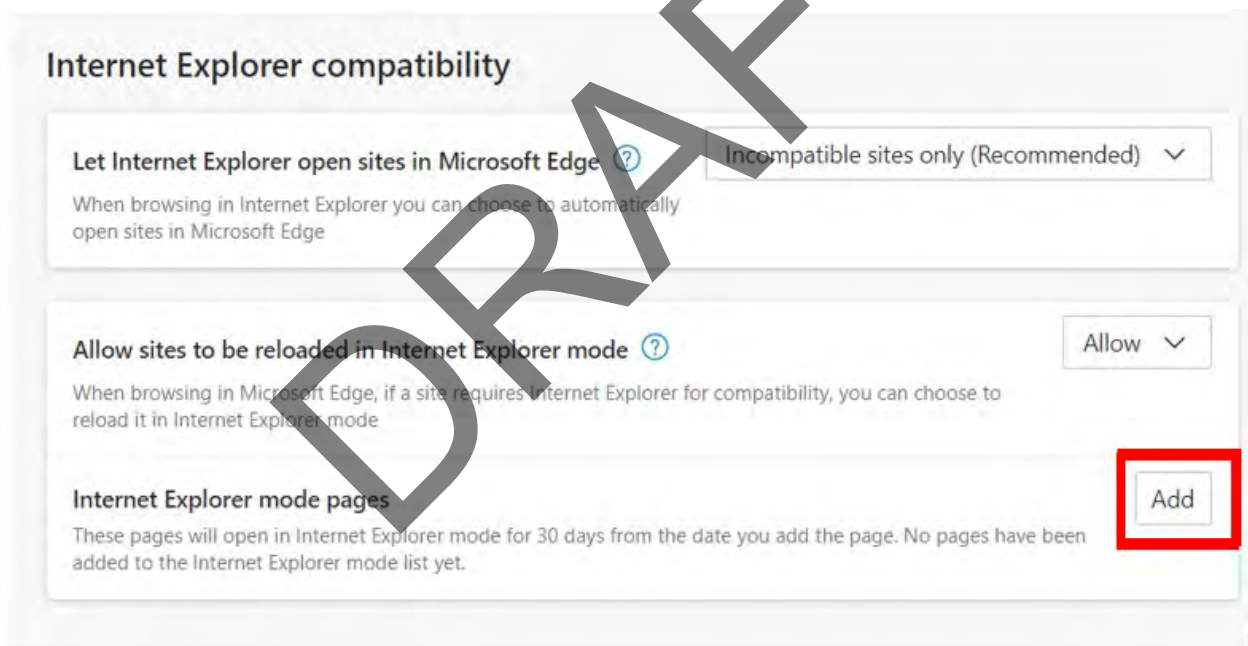 Internet Explorer compatibility
Let Internet Explorer open sites in Microsoft Edge ?
Incompatible sites only (Recommended)
When browsing in Internet Explorer you can choose to automatically
open sites in Microsoft Edge
Allow sites to be reloaded in Internet Explorer mode ?
Allow
When browsing in Microsoft Edge, if a site requires Internet Explorer for compatibility, you can choose to
reload it in Internet Explorer mode
Internet Explorer mode pages
Add
These pages will open in Internet Explorer mode for 30 days from the date you add the page. No pages have been
added to the Internet Explorer mode list yet.
DRAF